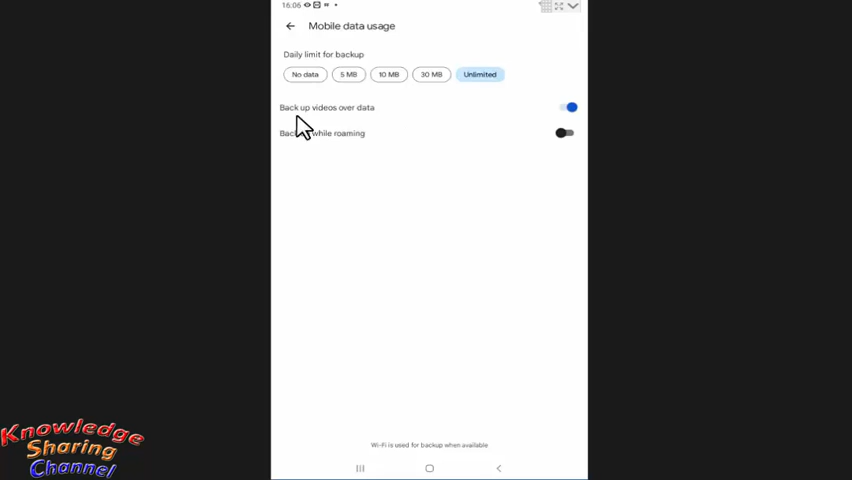 16:06
Mobile data usage
Daily limit for backup
No data 5 MB 10 MB 30 MB Unlimited
Back up videos over data
Back while roaming
Wi-Fi is used for backup when available
Knowledge
Sharing
Channel